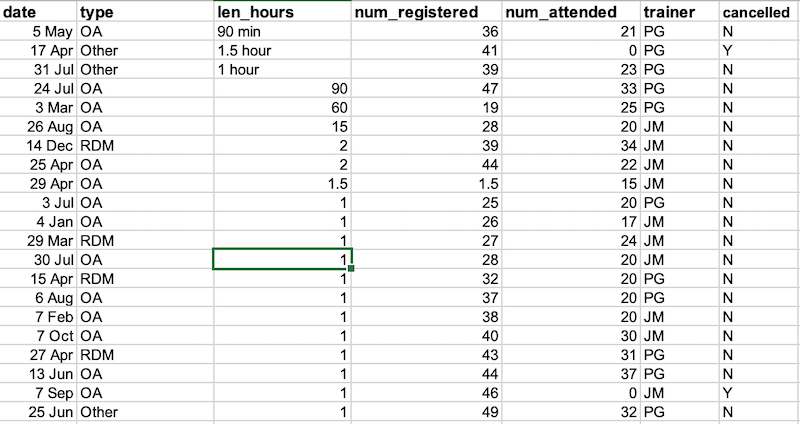 date type len_hours num_registered num_attended trainer cancelled
5 May OA 90 min 36 21 PG N
17 Apr Other 1.5 hour 41 0 PG Y
31 Jul Other 1 hour 39 23 PG N
24 Jul OA 90 47 33 PG N
3 Mar OA 60 19 25 PG N
26 Aug OA 15 28 20 JM N
14 Dec RDM 2 39 34 JM N
25 Apr OA 2 44 22 JM N
29 Apr OA 1.5 1.5 15 JM N
3 Jul OA 1 25 20 PG N
4 Jan OA 1 26 17 JM N
29 Mar RDM 1 27 24 JM N
30 Jul OA 1 28 20 JM N
15 Apr RDM 1 32 20 PG N
6 Aug OA 1 37 20 PG N
7 Feb OA 1 38 20 JM N
7 Oct OA 1 40 30 JM N
27 Apr RDM 1 43 31 PG N
13 Jun OA 1 44 37 PG N
7 Sep OA 1 46 0 JM Y
25 Jun Other 1 49 32 PG N